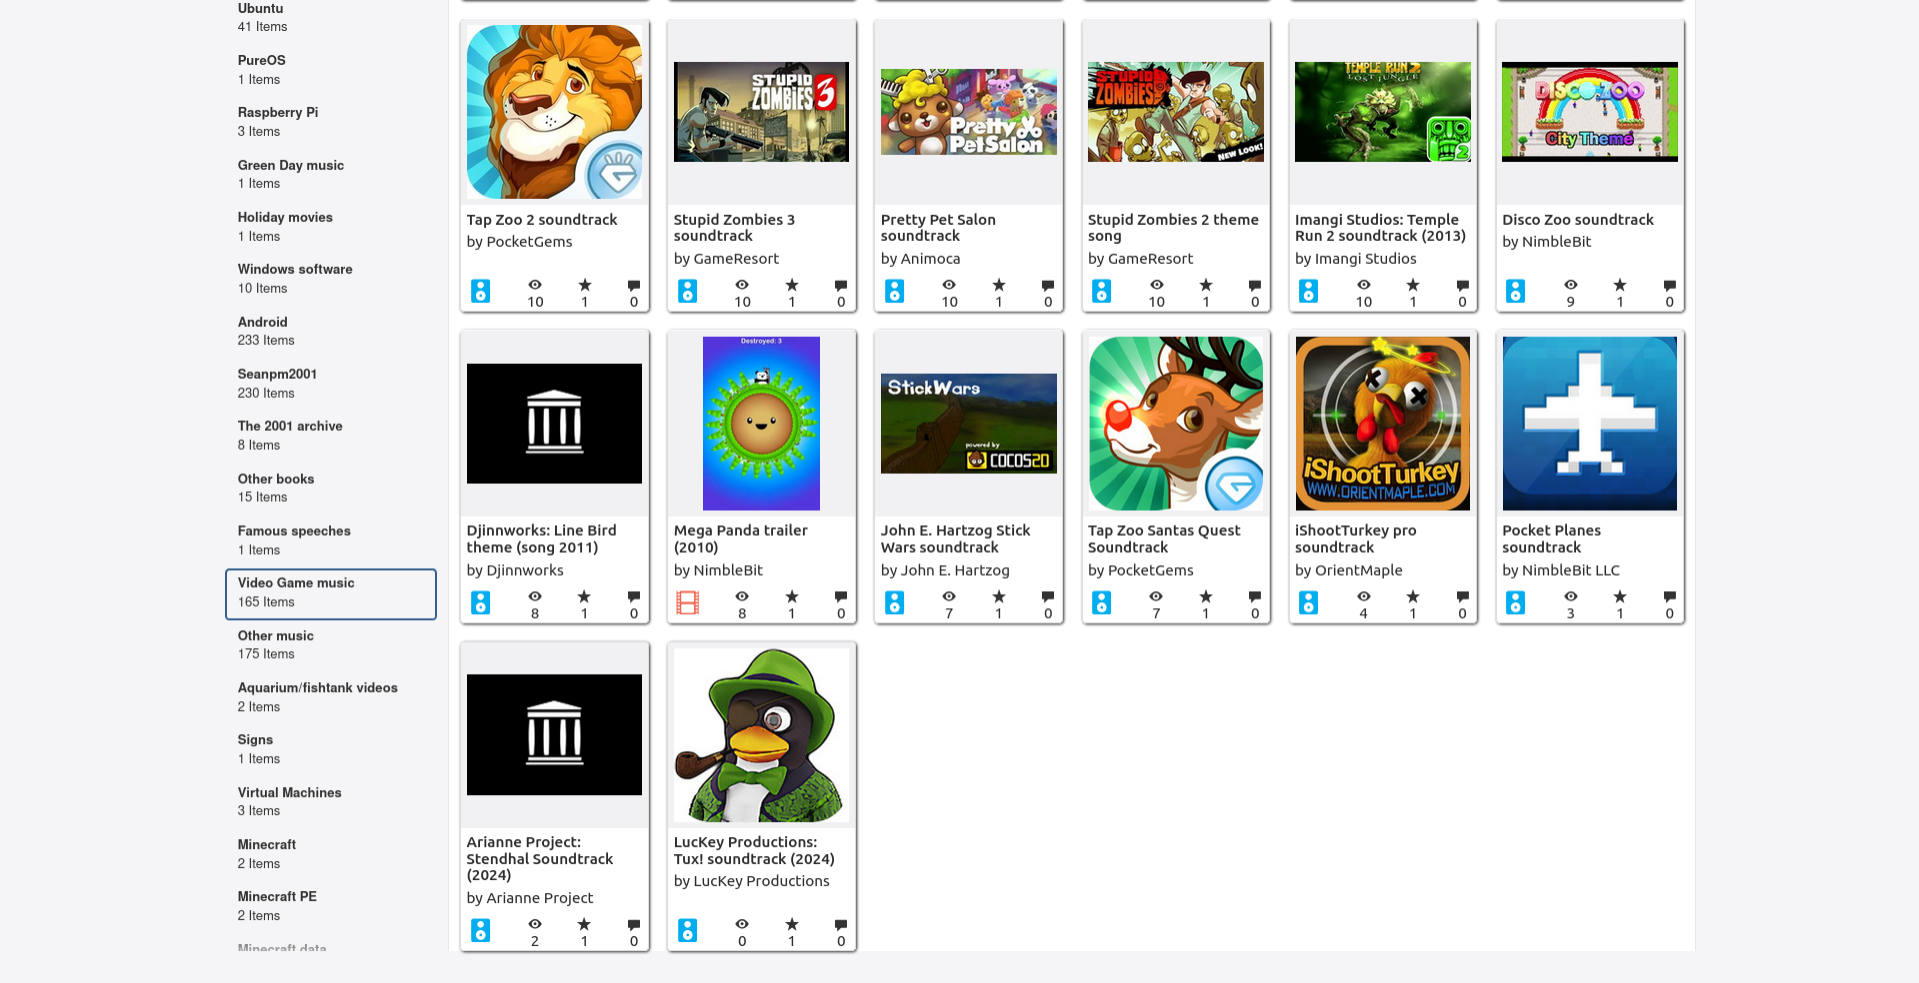 Ubuntu
41 Items
PureOS
1 Items
Raspberry Pi
3 Items
Green Day music
1 Items
Holiday movies
1 Items
Windows software
10 Items
Android
233 Items
Seanpm2001
230 Items
The 2001 archive
8 Items
Other books
15 Items
Famous speeches
1 Items
Video Game music
165 Items
Other music
175 Items
Aquarium/fishtank videos
2 Items
Signs
1 Items
Virtual Machines
3 Items
Minecraft
2 Items
Minecraft PE
2 Items
Minecraft data
Tap Zoo 2 soundtrack
by PocketGems
10
1
0
STUPID
ZOMBIES 3
Stupid Zombies 3
soundtrack
by GameResort
10
1
0
Pretty
PetSalon
Pretty Pet Salon
soundtrack
by Animoca
10
1
0
STUPID
ZOMBIES
NEW LOOK!
Stupid Zombies 2 theme
song
by GameResort
10
1
0
TEMPLE RUN 2
LOST JUNGLE
2
Imangi Studios: Temple
Run 2 soundtrack (2013)
by Imangi Studios
10
1
0
DISCO ZOO
City Theme
Disco Zoo soundtrack
by NimbleBit
9
1
0
Djinnworks: Line Bird
theme (song 2011)
by Djinnworks
8
1
0
Destroyed: 3
Mega Panda trailer
(2010)
by NimbleBit
8
1
0
StickWars
powered by
COCOS2D
John E. Hartzog Stick
Wars soundtrack
by John E. Hartzog
7
1
0
Tap Zoo Santas Quest
Soundtrack
by PocketGems
7
1
0
iShootTurkey
WWW.ORIENTMAPLE.COM
iShootTurkey pro
soundtrack
by OrientMaple
4
1
0
Pocket Planes
soundtrack
by NimbleBit LLC
3
1
0
Arianne Project:
Stendhal Soundtrack
(2024)
by Arianne Project
2
1
0
LucKey Productions:
Tux! soundtrack (2024)
by LucKey Productions
0
1
0